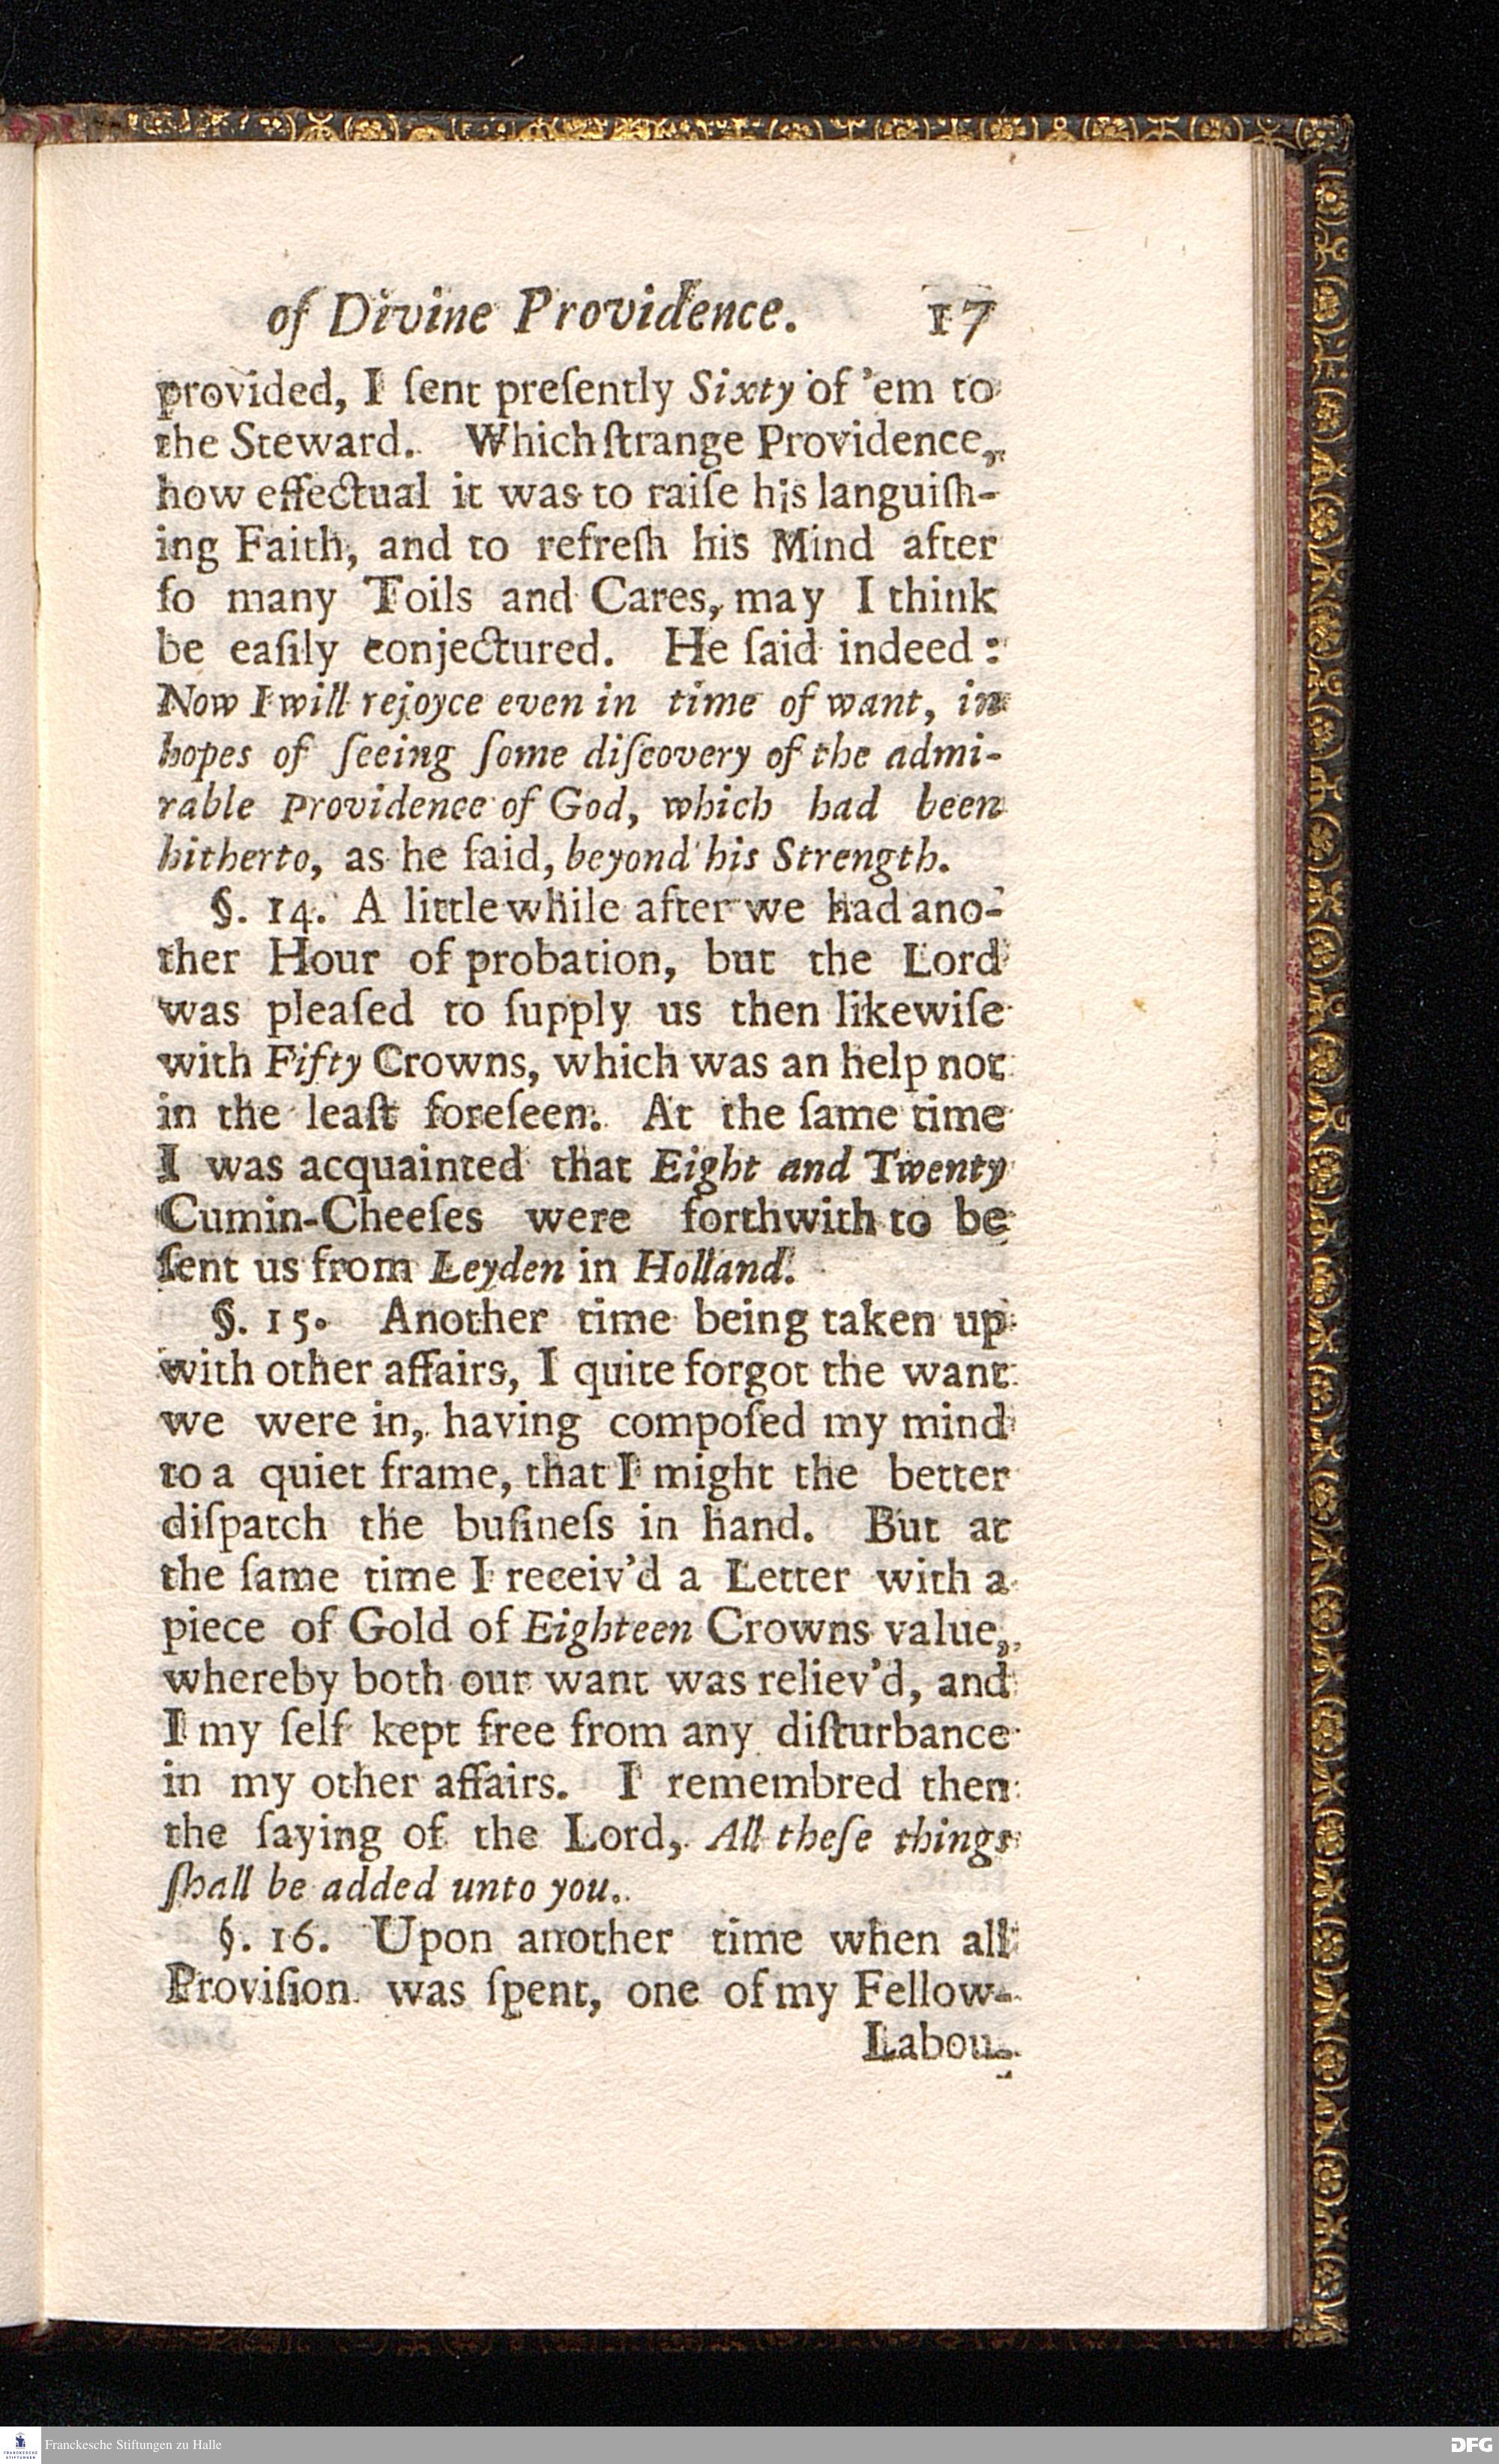 of Divine Providence. 17
provided, I ſent preſently Sixty of 'em to
the Steward. Which ſtrange Providence,
how effectual it was to raiſe his languiſh-
ing Faith, and to refreſh his Mind after
ſo many Toils and Cares, may I think
be eaſily conjectured. He ſaid indeed:
Now I will rejoyce even in time of want, in
hopes of ſeeing ſome diſcovery of the admi-
rable Providence of God, which had been
hitherto, as he ſaid, beyond his Strength.
§. 14. A little while after we had ano-
ther Hour of probation, but the Lord
was pleaſed to ſupply us then likewiſe
with Fifty Crowns, which was an help not
in the leaſt foreſeen. At the ſame time
I was acquainted that Eight and Twenty
Cumin-Cheeſes were forthwith to be
ſent us from Leyden in Holland.
§. 15. Another time being taken up
with other affairs, I quite forgot the want
we were in, having compoſed my mind
to a quiet frame, that I might the better
diſpatch the buſineſs in hand. But at
the ſame time I receiv'd a Letter with a
piece of Gold of Eighteen Crowns value,
whereby both our want was reliev'd, and
I my ſelf kept free from any diſturbance
in my other affairs. I remembred then
the ſaying of the Lord, All theſe things
ſhall be added unto you.
§. 16. Upon another time when all
Proviſion was ſpent, one of my Fellow-
Labou-
Franckesche Stiftungen zu Halle
DFG